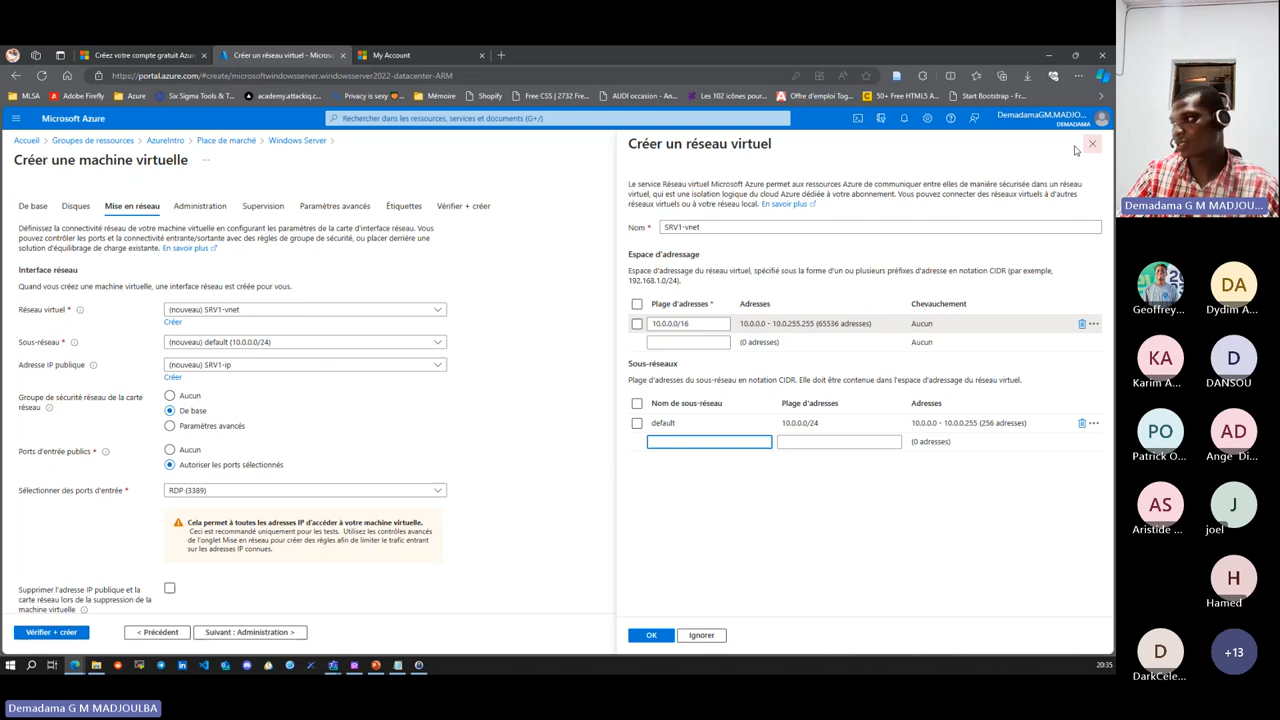 Créez votre compte gratuit Azur
Créer un réseau virtuel - Micros
My Account
https://portal.azure.com/#create/microsoftwindowsserver.windowsserver2022-datacenter-ARM
MLSA
Adobe Firefly
Azure
Six Sigma Tools & T...
academy.attackiq.c...
Privacy is sexy
Mémoire
Shopify
Free CSS | 2732 Free...
AUDI occasion - An...
Les 102 icônes pour...
Offre d'emploi Tog...
50+ Free HTML5 A...
Start Bootstrap - Fr...
Microsoft Azure
Rechercher dans les ressources, services et documents (G+/)
DemadamaGM.MADJO...
DEMADAMA
Accueil > Groupes de ressources > AzureIntro > Place de marché > Windows Server >
Créer une machine virtuelle ...
De base
Disques
Mise en réseau
Administration
Supervision
Paramètres avancés
Étiquettes
Vérifier + créer
Définissez la connectivité réseau de votre machine virtuelle en configurant les paramètres de la carte d'interface réseau.
Vous pouvez contrôler les ports et la connectivité entrante/sortante avec des règles de groupe de sécurité, ou placer derrière une
solution d'équilibrage de charge existante. En savoir plus
Interface réseau
Quand vous créez une machine virtuelle, une interface réseau est créée pour vous.
Réseau virtuel *
(nouveau) SRV1-vnet
Créer
Sous-réseau *
(nouveau) default (10.0.0.0/24)
Adresse IP publique
(nouveau) SRV1-ip
Créer
Groupe de sécurité réseau de la carte
réseau
Aucun
De base
Paramètres avancés
Ports d'entrée publics *
Aucun
Autoriser les ports sélectionnés
Sélectionner des ports d'entrée *
RDP (3389)
Cela permet à toutes les adresses IP d'accéder à votre machine virtuelle.
Ceci est recommandé uniquement pour les tests. Utilisez les contrôles avancés
de l'onglet Mise en réseau pour créer des règles afin de limiter le trafic entrant
sur les adresses IP connues.
Supprimer l'adresse IP publique et la
carte réseau lors de la suppression de la
machine virtuelle
Vérifier + créer
< Précédent
Suivant : Administration >
Créer un réseau virtuel
Le service Réseau virtuel Microsoft Azure permet aux ressources Azure de communiquer entre elles de manière sécurisée dans un réseau
virtuel, qui est une isolation logique du cloud Azure dédiée à votre abonnement. Vous pouvez connecter des réseaux virtuels à d'autres
réseaux virtuels ou à votre réseau local. En savoir plus
Nom *
SRV1-vnet
Espace d'adressage
Espace d'adressage du réseau virtuel, spécifié sous la forme d'un ou plusieurs préfixes d'adresse en notation CIDR (par exemple,
192.168.1.0/24).
Plage d'adresses *
Adresses
Chevauchement
10.0.0.0/16
10.0.0.0 - 10.0.255.255 (65536 adresses)
Aucun
(0 adresses)
Aucun
Sous-réseaux
Plage d'adresses du sous-réseau en notation CIDR. Elle doit être contenue dans l'espace d'adressage du réseau virtuel.
Nom de sous-réseau
Plage d'adresses
Adresses
default
10.0.0.0/24
10.0.0.0 - 10.0.0.255 (256 adresses)
(0 adresses)
OK
Ignorer
20:35
Demadama G M MADJOULBA
Demadama G M MADJOU...
Geoffrey...
DA
Dydim A...
KA
Karim A...
D
DANSOU
PO
Patrick O...
AD
Ange Di...
AS
Aristide ...
J
joel
H
Hamed
D
DarkCele...
+13